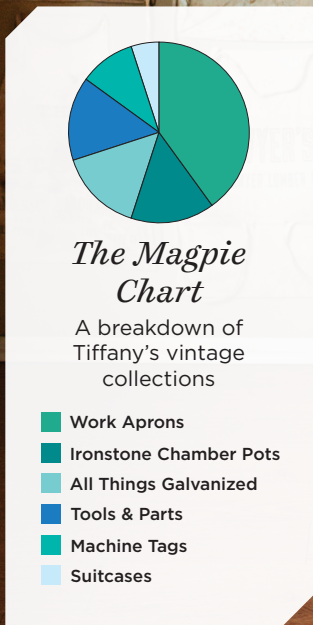 The Magpie
Chart
A breakdown of
Tiffany's vintage
collections
Work Aprons
Ironstone Chamber Pots
All Things Galvanized
Tools & Parts
Machine Tags
Suitcases